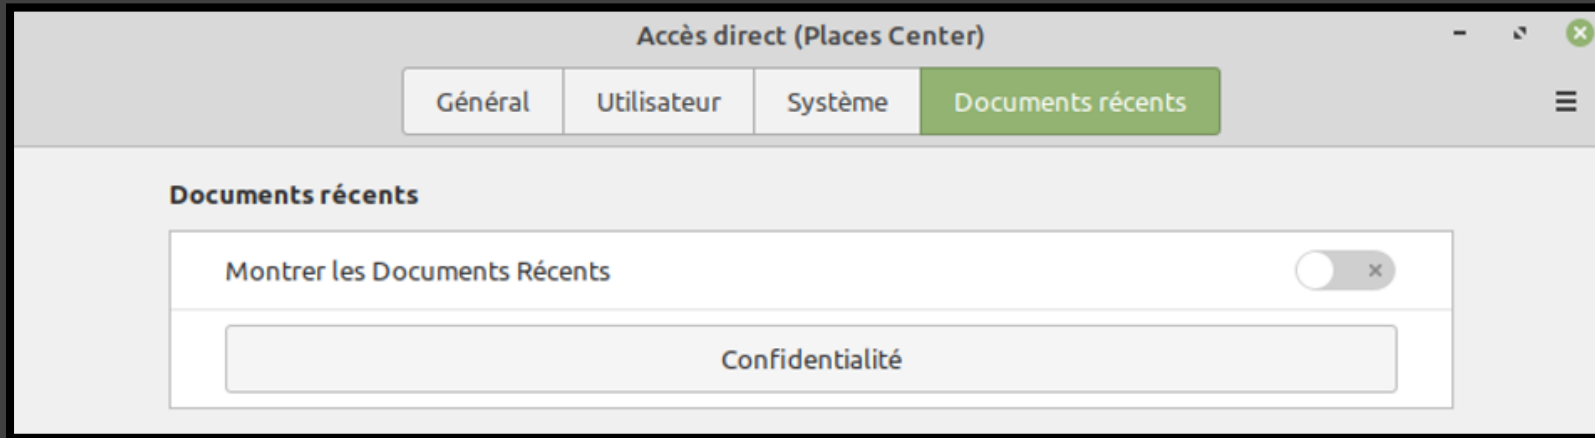 Accès direct (Places Center)
Général Utilisateur Système Documents récents
Documents récents
Montrer les Documents Récents
Confidentialité